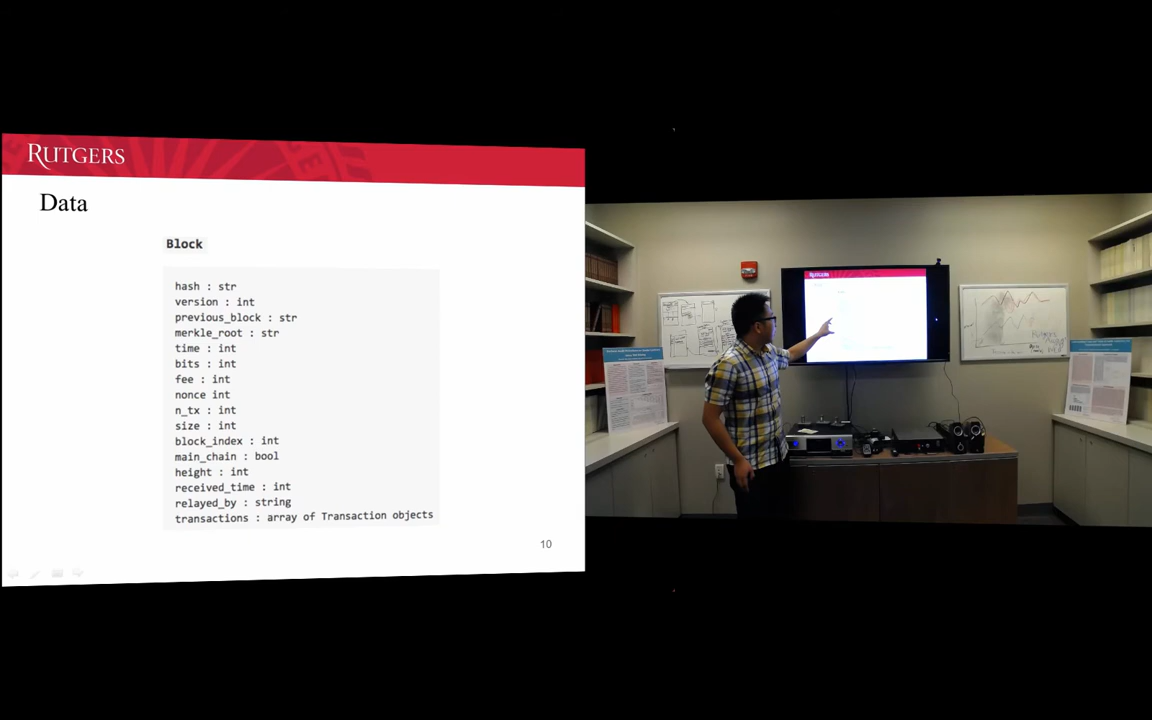 RUTGERS
Data
Block
hash : str
version : int
previous_block : str
merkle_root : str
time : int
bits : int
fee : int
nonce int
n_tx : int
size : int
block_index : int
main_chain : bool
height : int
received_time : int
relayed_by : string
transactions : array of Transaction objects
10